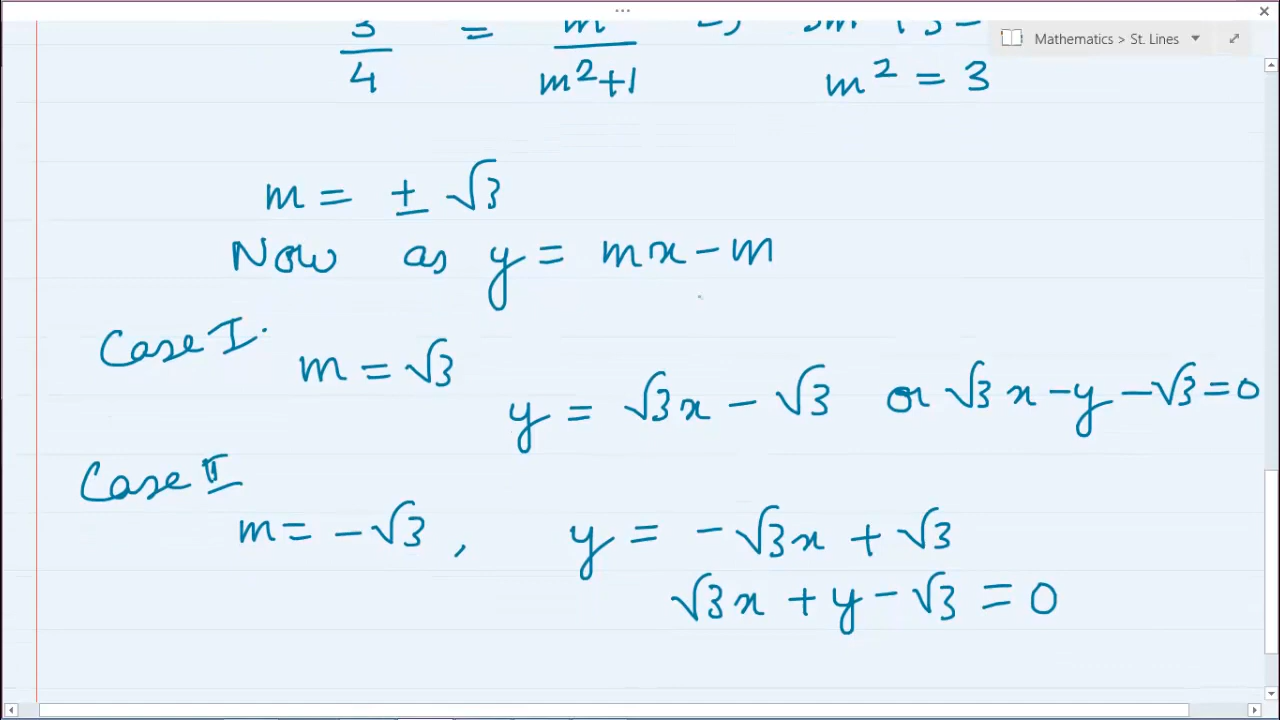 Mathematics > St. Lines
3/4 = m/(m²+1)
m² = 3
m = ± √3
Now as y = mx - m
Case I.
m = √3
y = √3x - √3 or √3x - y - √3 = 0
Case II
m = -√3, y = -√3x + √3
√3x + y - √3 = 0